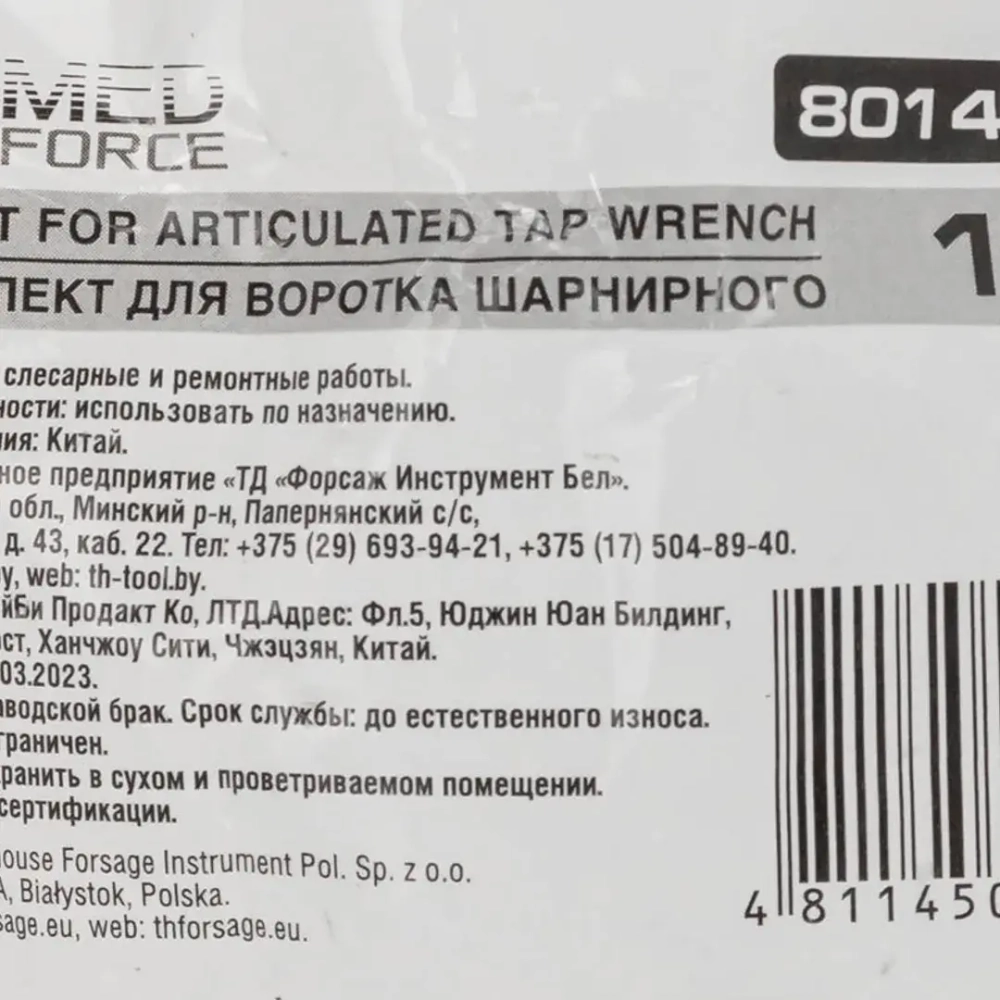 MED
FORCE
8014
T FOR ARTICULATED TAP WRENCH
1
ЛЕКТ ДЛЯ ВОРОТКА ШАРНИРНОГО
слесарные и ремонтные работы.
ности: использовать по назначению.
ния: Китай.
ное предприятие «ТД «Форсаж Инструмент Бел».
обл., Минский р-н, Папернянский с/с,
д. 43, каб. 22. Тел: +375 (29) 693-94-21, +375 (17) 504-89-40.
y, web: th-tool.by.
йБи Продакт Ко, ЛТД.Адрес: Фл.5, Юджин Юан Билдинг,
ст, Ханчжоу Сити, Чжэцзян, Китай.
03.2023.
аводской брак. Срок службы: до естественного износа.
граничен.
ранить в сухом и проветриваемом помещении.
сертификации.
ouse Forsage Instrument Pol. Sp. z o.o.
A, Białystok, Polska.
sage.eu, web: thforsage.eu.
4 811450